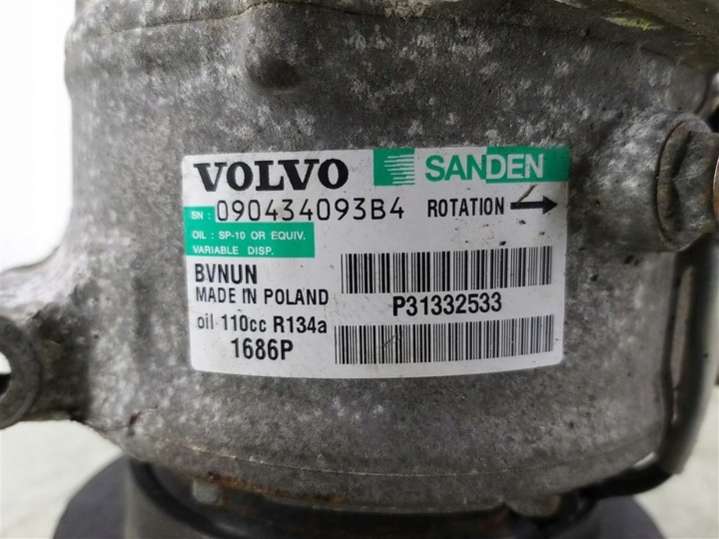 VOLVO SANDEN
SN : 090434093B4 ROTATION →
OIL : SP-10 OR EQUIV.
VARIABLE DISP.
BVNUN
MADE IN POLAND
P31332533
oil 110cc R134a
1686P